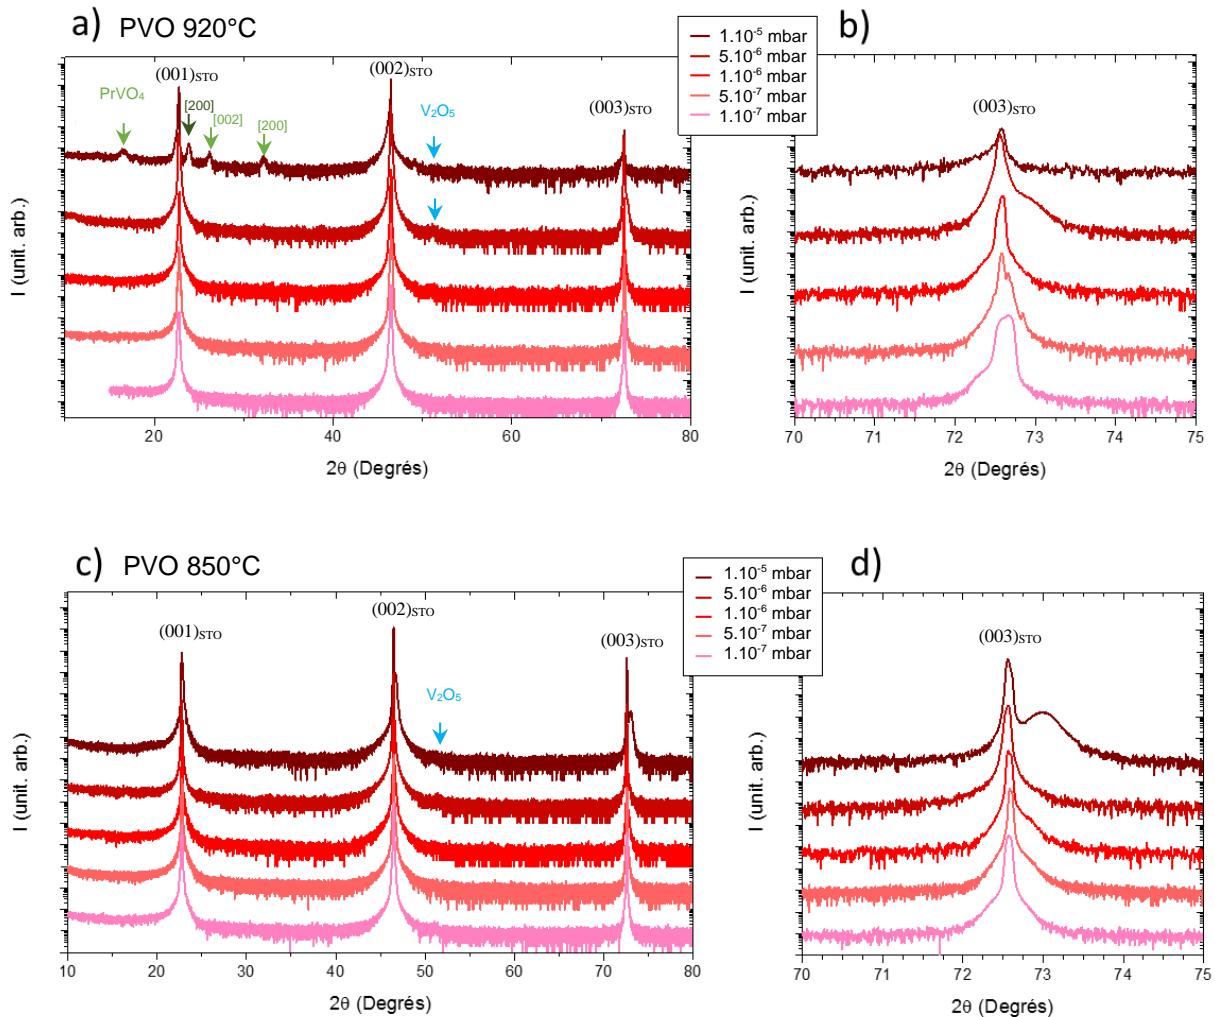 a) PVO 920°C
PrVO₄
(001)STO
[200]
[002]
[200]
(002)STO
V₂O₅
(003)STO
I (unit. arb.)
20 40 60 80
2θ (Degrés)
1.10⁻⁵ mbar
5.10⁻⁶ mbar
1.10⁻⁶ mbar
5.10⁻⁷ mbar
1.10⁻⁷ mbar
b)
(003)STO
I (unit. arb.)
70 71 72 73 74 75
2θ (Degrés)
c) PVO 850°C
(001)STO
(002)STO
V₂O₅
(003)STO
I (unit. arb.)
10 20 30 40 50 60 70 80
2θ (Degrés)
1.10⁻⁵ mbar
5.10⁻⁶ mbar
1.10⁻⁶ mbar
5.10⁻⁷ mbar
1.10⁻⁷ mbar
d)
(003)STO
I (unit. arb.)
70 71 72 73 74 75
2θ (Degrés)